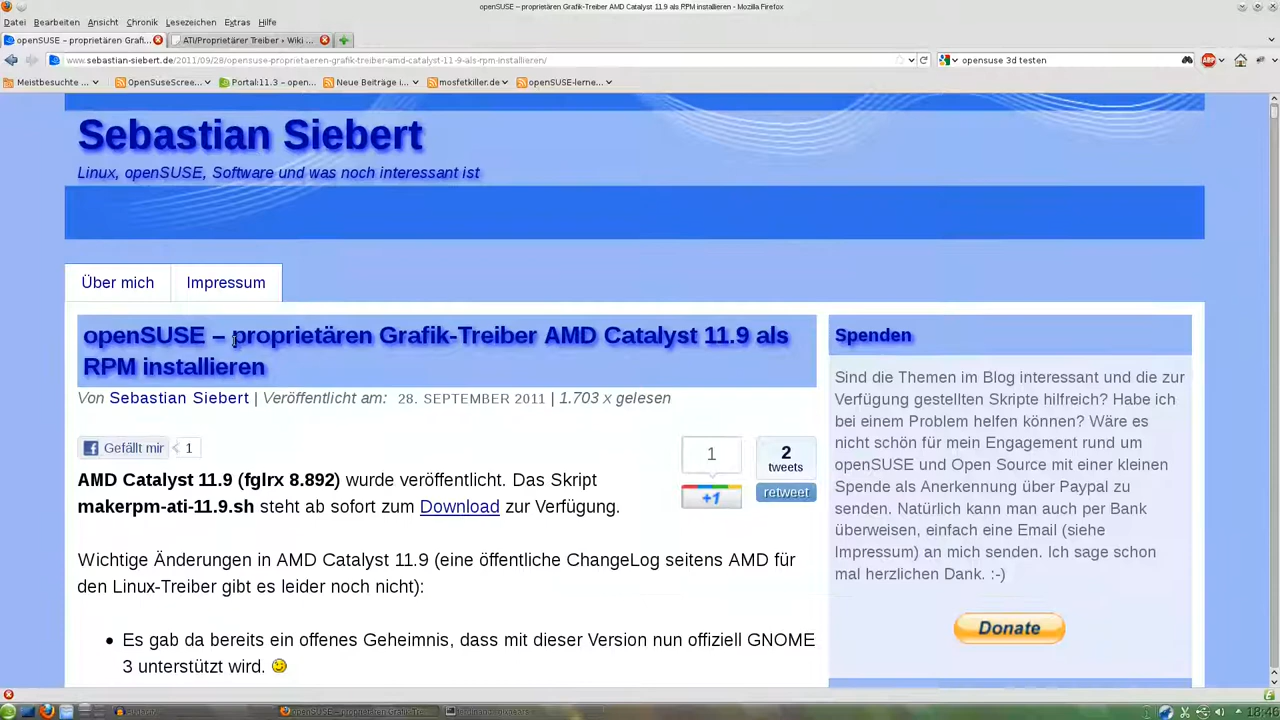 openSUSE – proprietären Grafik-Treiber AMD Catalyst 11.9 als RPM installieren - Mozilla Firefox
Datei Bearbeiten Ansicht Chronik Lesezeichen Extras Hilfe
openSUSE – proprietären Grafi... ATI/Proprietärer Treiber – Wiki ...
www.sebastian-siebert.de/2011/09/28/opensuse-proprietaeren-grafik-treiber-amd-catalyst-11-9-als-rpm-installieren/ opensuse 3d testen ABP
Meistbesuchte ... OpenSuseScree... Portal:11.3 – open... Neue Beiträge i... mosfetkiller.de openSUSE-lerne...
Sebastian Siebert
Linux, openSUSE, Software und was noch interessant ist
Über mich Impressum
openSUSE – proprietären Grafik-Treiber AMD Catalyst 11.9 als
RPM installieren
Von Sebastian Siebert | Veröffentlicht am: 28. SEPTEMBER 2011 | 1.703 x gelesen
Gefällt mir 1
1
+1
2
tweets
retweet
AMD Catalyst 11.9 (fglrx 8.892) wurde veröffentlicht. Das Skript
makerpm-ati-11.9.sh steht ab sofort zum Download zur Verfügung.
Wichtige Änderungen in AMD Catalyst 11.9 (eine öffentliche ChangeLog seitens AMD für
den Linux-Treiber gibt es leider noch nicht):
Es gab da bereits ein offenes Geheimnis, dass mit dieser Version nun offiziell GNOME
3 unterstützt wird.
Spenden
Sind die Themen im Blog interessant und die zur
Verfügung gestellten Skripte hilfreich? Habe ich
bei einem Problem helfen können? Wäre es
nicht schön für mein Engagement rund um
openSUSE und Open Source mit einer kleinen
Spende als Anerkennung über Paypal zu
senden. Natürlich kann man auch per Bank
überweisen, einfach eine Email (siehe
Impressum) an mich senden. Ich sage schon
mal herzlichen Dank. :-)
Donate
18:46